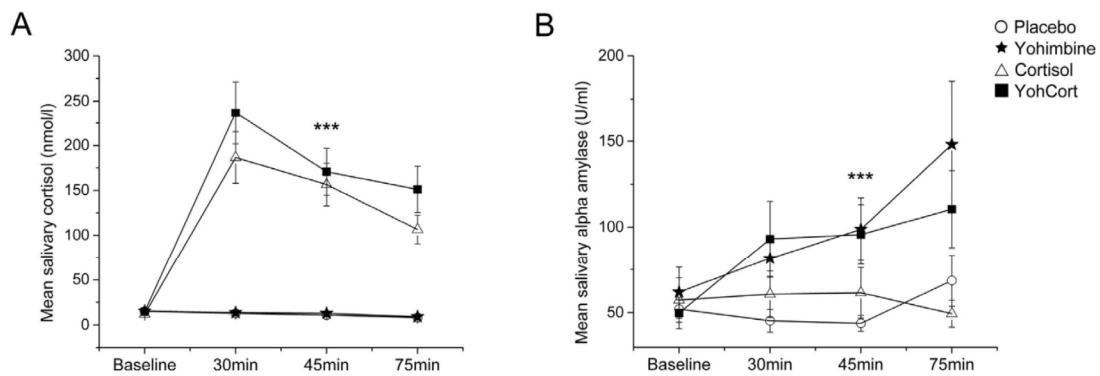 A
Mean salivary cortisol (nmol/l)
300
250
200
150
100
50
0
***
Baseline 30min 45min 75min
B
Mean salivary alpha amylase (U/ml)
200
150
100
50
***
Baseline 30min 45min 75min
Placebo
Yohimbine
Cortisol
YohCort